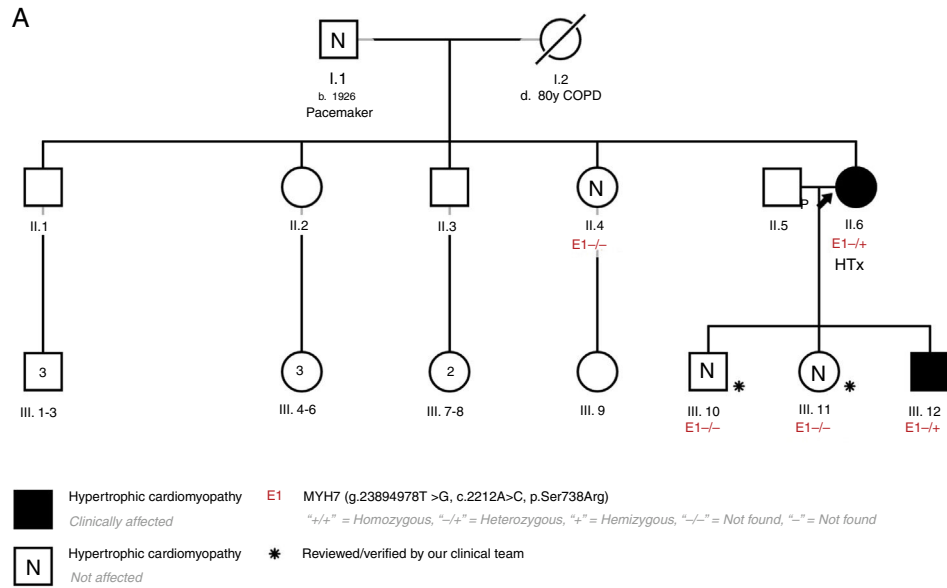 A
N
I.1
b. 1926
Pacemaker
I.2
d. 80y COPD
II.1
II.2
II.3
N
II.4
E1–/–
II.5
P
II.6
E1–/+
HTx
3
III. 1-3
3
III. 4-6
2
III. 7-8
III. 9
N
III. 10
E1–/–
N
III. 11
E1–/–
III. 12
E1–/+
Hypertrophic cardiomyopathy
Clinically affected
E1 MYH7 (g.23894978T >G, c.2212A>C, p.Ser738Arg)
“+/+” = Homozygous, “–/+” = Heterozygous, “+” = Hemizygous, “–/–” = Not found, “–” = Not found
N
Hypertrophic cardiomyopathy
Not affected
* Reviewed/verified by our clinical team